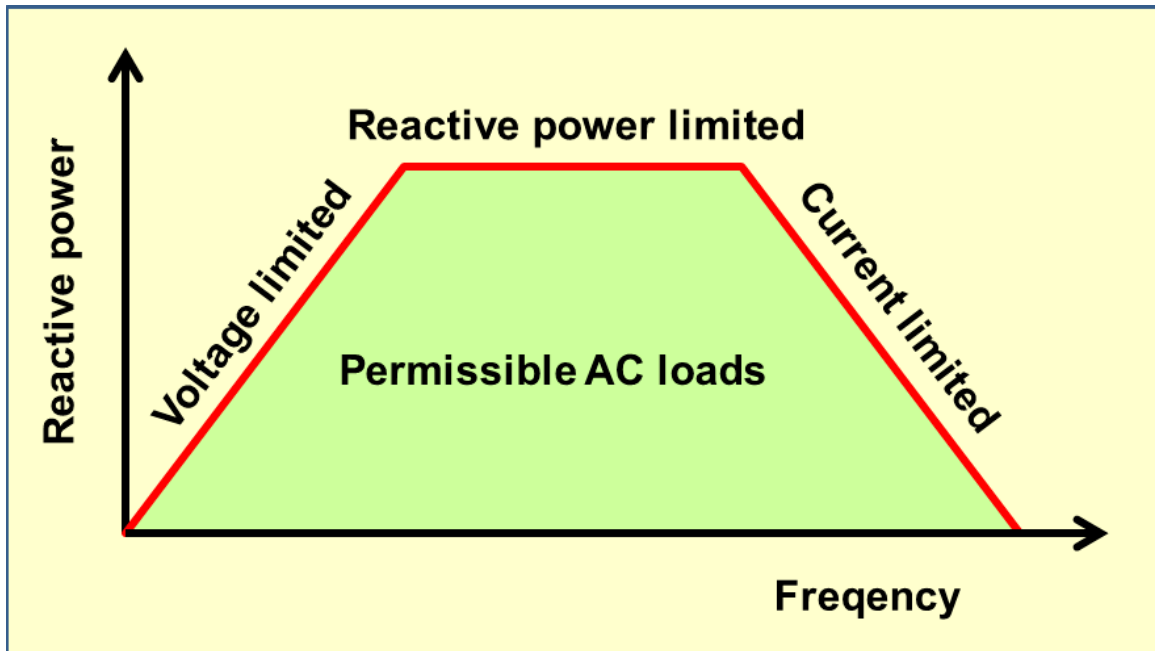 Reactive power limited
Reactive power
Voltage limited
Current limited
Permissible AC loads
Freqency